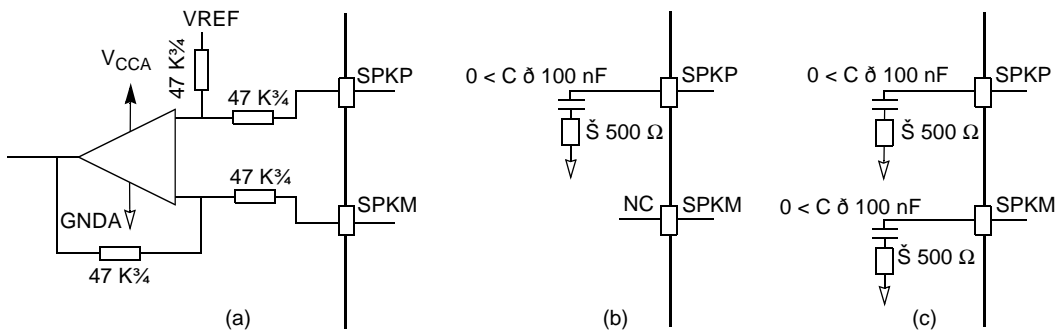 VREF
V_CCA
47 K¾
47 K¾
SPKP
47 K¾
SPKM
GNDA
47 K¾
(a)
0 < C ð 100 nF
SPKP
Š 500 Ω
NC
SPKM
(b)
0 < C ð 100 nF
SPKP
Š 500 Ω
0 < C ð 100 nF
SPKM
Š 500 Ω
(c)